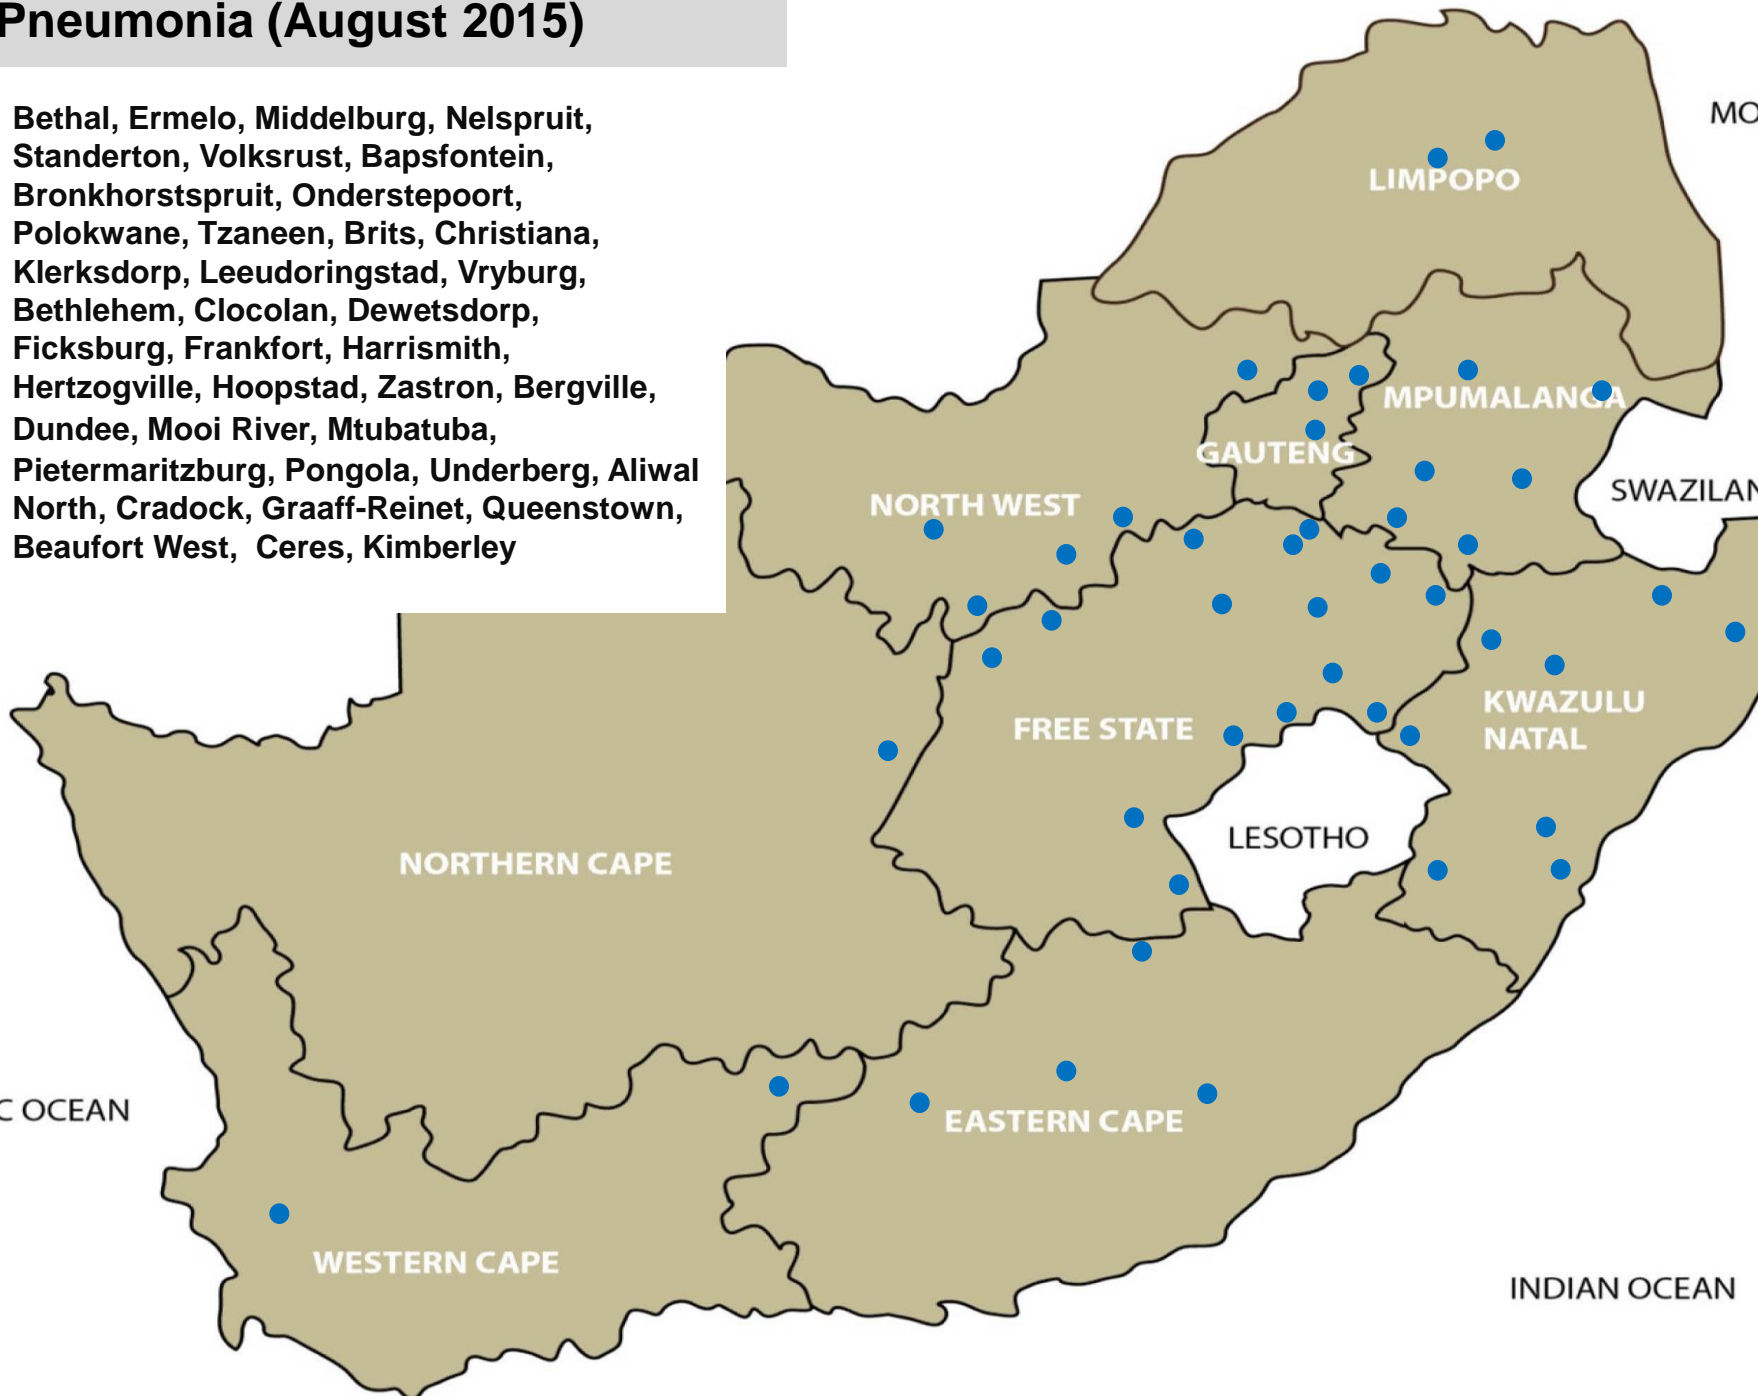 Pneumonia (August 2015)
Bethal, Ermelo, Middelburg, Nelspruit,
Standerton, Volksrust, Bapsfontein,
Bronkhorstspruit, Onderstepoort,
Polokwane, Tzaneen, Brits, Christiana,
Klerksdorp, Leeudoringstad, Vryburg,
Bethlehem, Clocolan, Dewetsdorp,
Ficksburg, Frankfort, Harrismith,
Hertzogville, Hoopstad, Zastron, Bergville,
Dundee, Mooi River, Mtubatuba,
Pietermaritzburg, Pongola, Underberg, Aliwal
North, Cradock, Graaff-Reinet, Queenstown,
Beaufort West,  Ceres, Kimberley
MO
LIMPOPO
MPUMALANGA
GAUTENG
SWAZILAN
NORTH WEST
KWAZULU
NATAL
FREE STATE
LESOTHO
NORTHERN CAPE
C OCEAN
EASTERN CAPE
WESTERN CAPE
INDIAN OCEAN